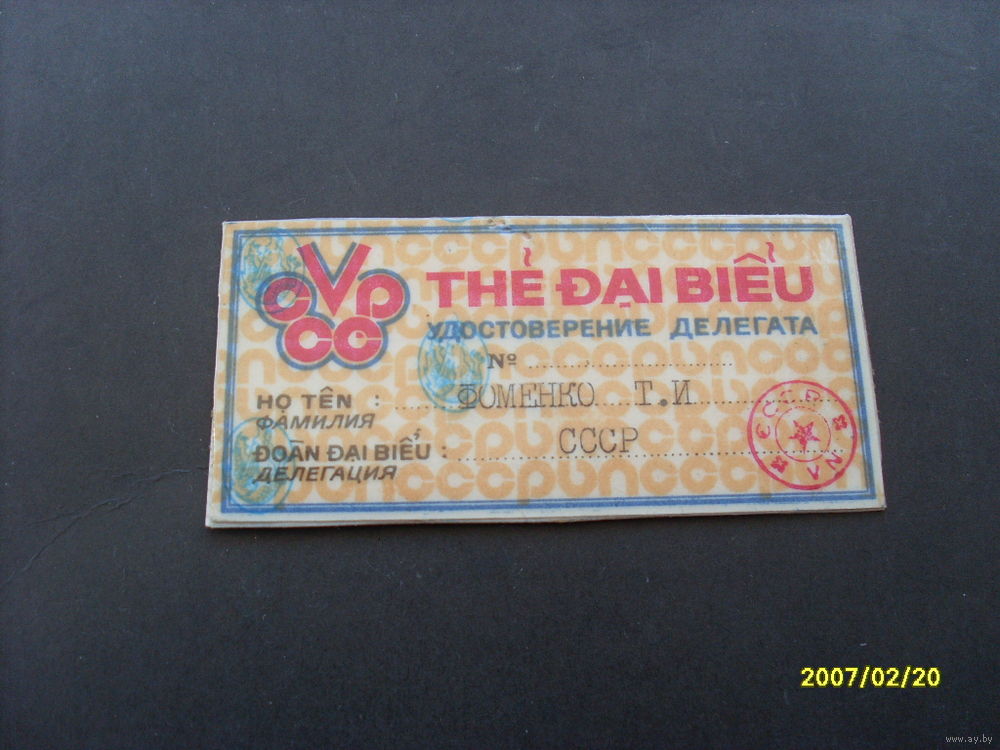 THẺ ĐẠI BIỂU
УДОСТОВЕРЕНИЕ ДЕЛЕГАТА
№
HỌ TÊN : ФОМЕНКО Т.И
ФАМИЛИЯ
ĐOÀN ĐẠI BIỂU : СССР
ДЕЛЕГАЦИЯ
2007/02/20
www.ay.by